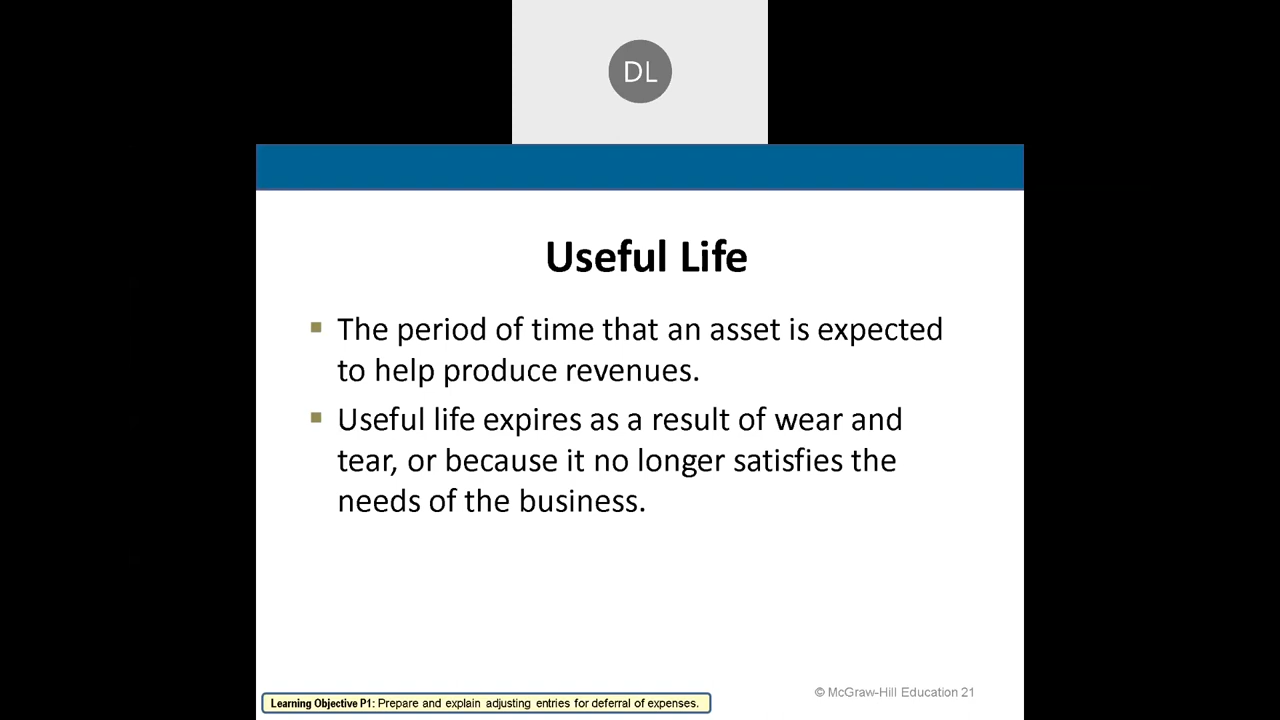 DL
Useful Life
The period of time that an asset is expected
to help produce revenues.
Useful life expires as a result of wear and
tear, or because it no longer satisfies the
needs of the business.
Learning Objective P1: Prepare and explain adjusting entries for deferral of expenses.
© McGraw-Hill Education 21